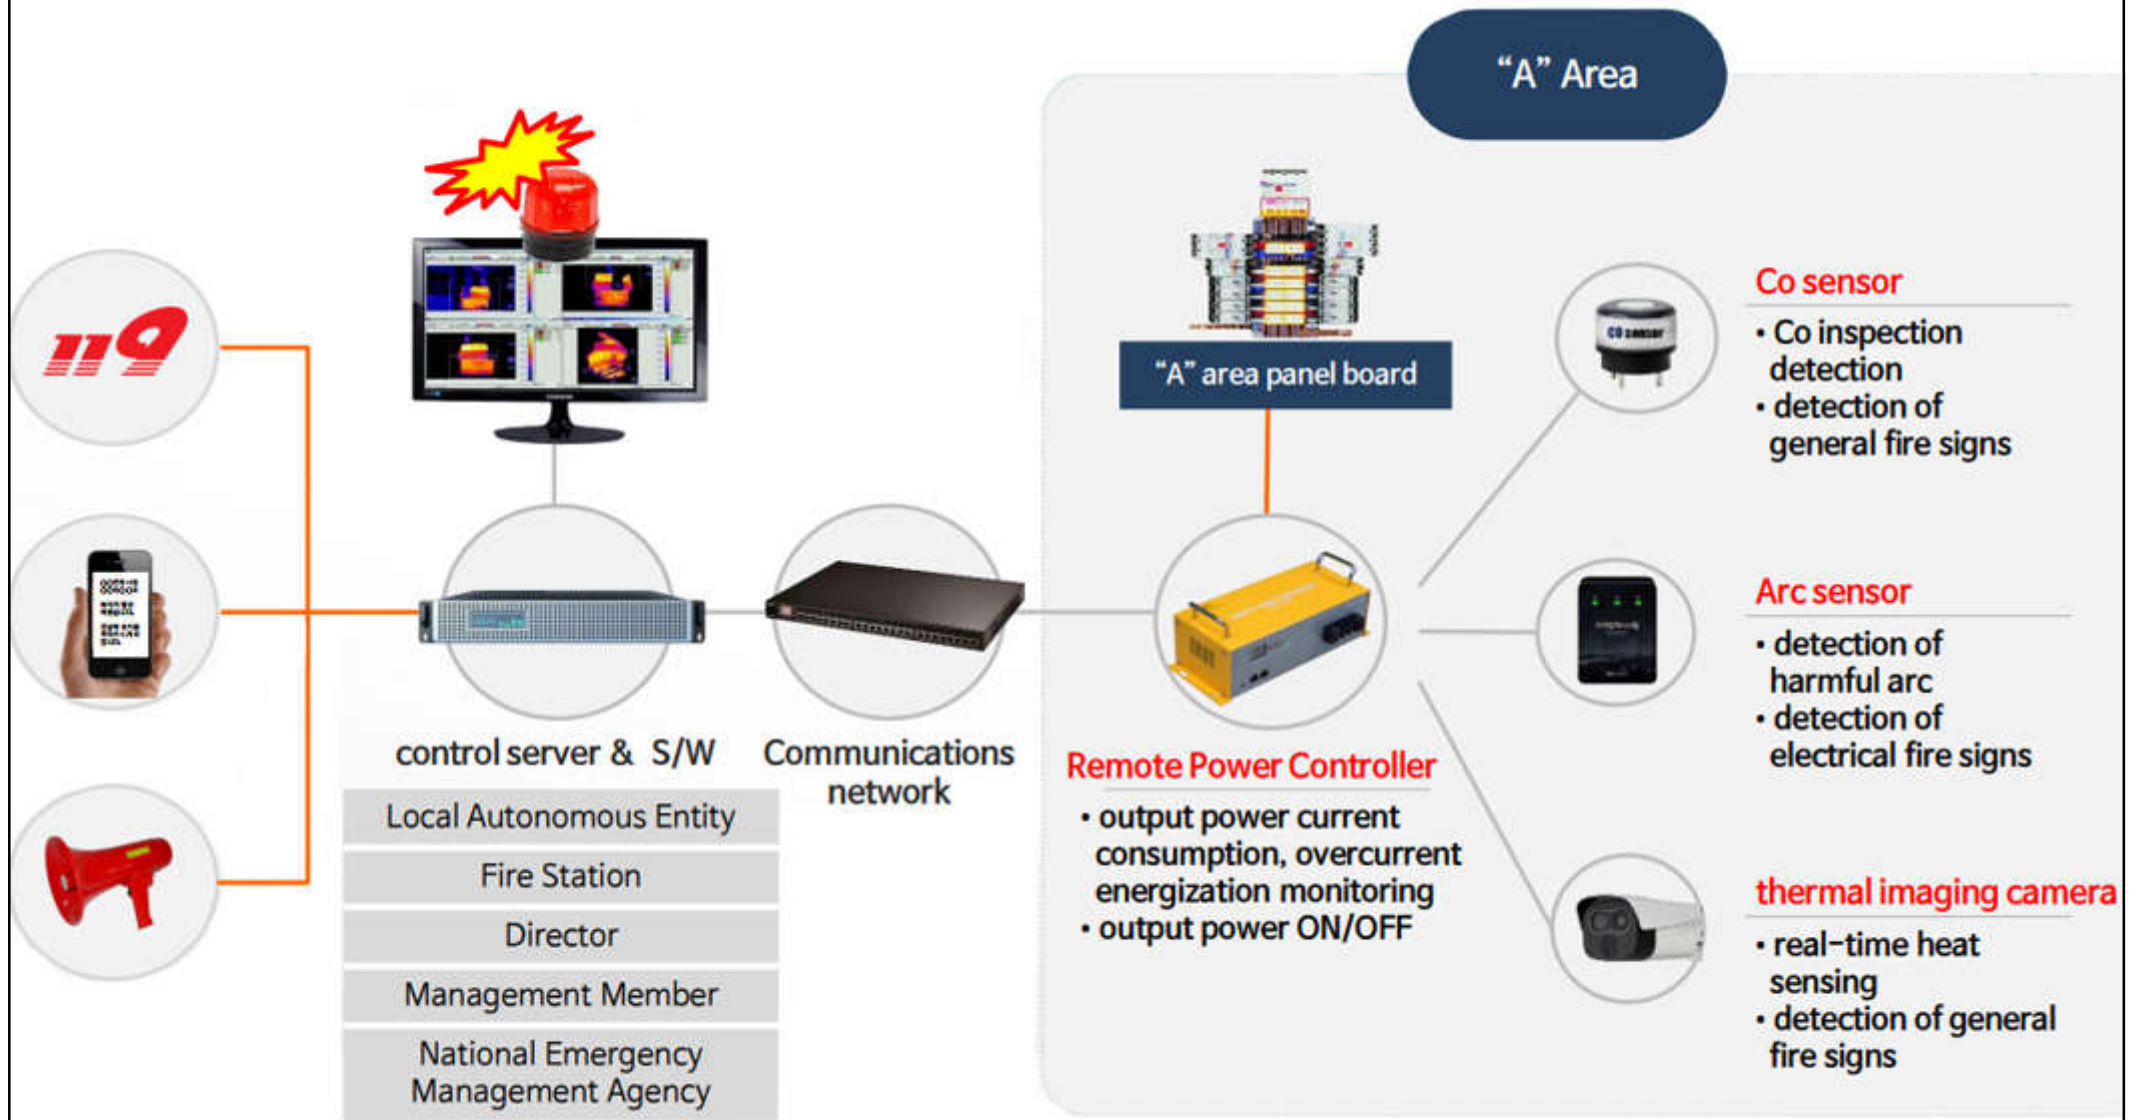 “A” Area
119
“A” area panel board
CO sensor
Co sensor
• Co inspection
detection
• detection of
general fire signs
Arc sensor
• detection of
harmful arc
• detection of
electrical fire signs
thermal imaging camera
• real-time heat
sensing
• detection of general
fire signs
Remote Power Controller
• output power current
consumption, overcurrent
energization monitoring
• output power ON/OFF
Communications
network
control server & S/W
Local Autonomous Entity
Fire Station
Director
Management Member
National Emergency
Management Agency